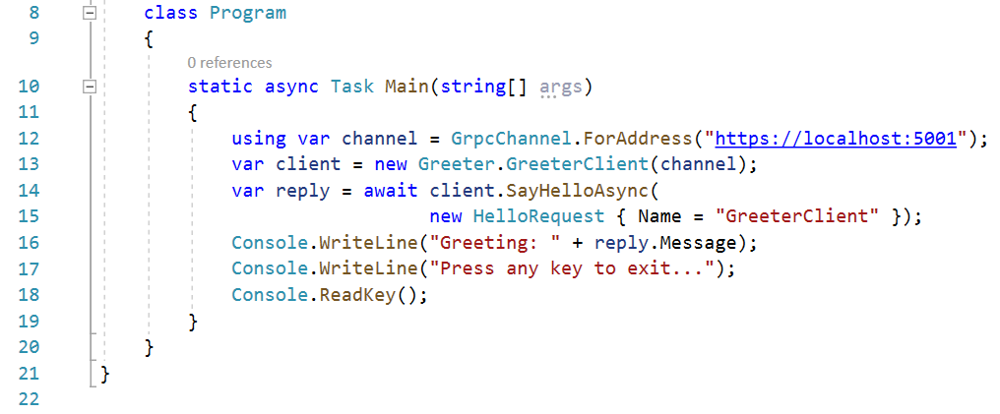 8 class Program
9 {
0 references
10 static async Task Main(string[] args)
11 {
12 using var channel = GrpcChannel.ForAddress("https://localhost:5001");
13 var client = new Greeter.GreeterClient(channel);
14 var reply = await client.SayHelloAsync(
15 new HelloRequest { Name = "GreeterClient" });
16 Console.WriteLine("Greeting: " + reply.Message);
17 Console.WriteLine("Press any key to exit...");
18 Console.ReadKey();
19 }
20 }
21 }
22